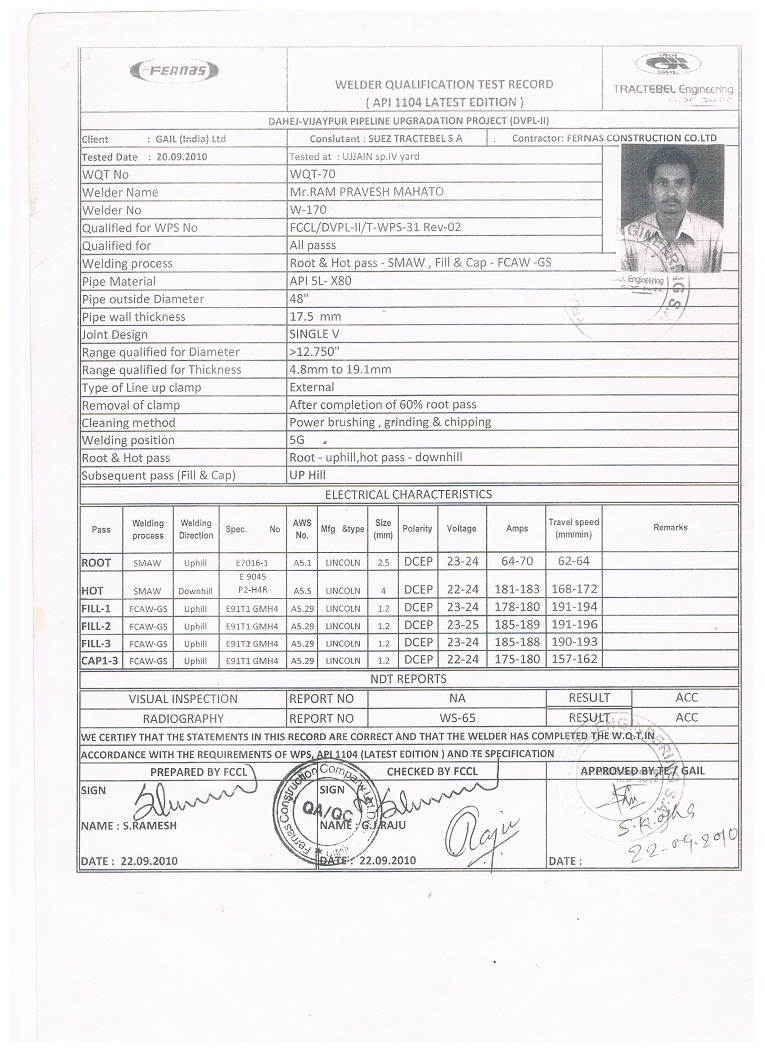 FERNAS
WELDER QUALIFICATION TEST RECORD
( API 1104 LATEST EDITION )
GAIL
TRACTEBEL Engineering
GDF SUEZ
DAHEJ-VIJAYPUR PIPELINE UPGRADATION PROJECT (DVPL-II)
Client : GAIL (India) Ltd Conslutant : SUEZ TRACTEBEL S A . Contractor: FERNAS CONSTRUCTION CO.LTD
Tested Date : 20.09.2010 Tested at : UJJAIN sp.IV yard
WQT No WQT-70
Welder Name Mr.RAM PRAVESH MAHATO
Welder No W-170
Qualified for WPS No FCCL/DVPL-II/T-WPS-31 Rev-02
Qualified for All passs
Welding process Root & Hot pass - SMAW , Fill & Cap - FCAW -GS
Pipe Material API 5L- X80
Pipe outside Diameter 48"
Pipe wall thickness 17.5 mm
Joint Design SINGLE V
Range qualified for Diameter >12.750"
Range qualified for Thickness 4.8mm to 19.1mm
Type of Line up clamp External
Removal of clamp After completion of 60% root pass
Cleaning method Power brushing , grinding & chipping
Welding position 5G
Root & Hot pass Root - uphill,hot pass - downhill
Subsequent pass (Fill & Cap) UP Hill
ELECTRICAL CHARACTERISTICS
Pass Welding process Welding Direction Spec. No AWS No. Mfg &type Size (mm) Polarity Voltage Amps Travel speed (mm/min) Remarks
ROOT SMAW Uphill E7016-1 A5.1 LINCOLN 2.5 DCEP 23-24 64-70 62-64
HOT SMAW Downhill E 9045 P2-H4R A5.5 LINCOLN 4 DCEP 22-24 181-183 168-172
FILL-1 FCAW-GS Uphill E91T1 GMH4 A5.29 LINCOLN 1.2 DCEP 23-24 178-180 191-194
FILL-2 FCAW-GS Uphill E91T1 GMH4 A5.29 LINCOLN 1.2 DCEP 23-25 185-189 191-196
FILL-3 FCAW-GS Uphill E91T1 GMH4 A5.29 LINCOLN 1.2 DCEP 23-24 185-188 190-193
CAP1-3 FCAW-GS Uphill E91T1 GMH4 A5.29 LINCOLN 1.2 DCEP 22-24 175-180 157-162
NDT REPORTS
VISUAL INSPECTION REPORT NO NA RESULT ACC
RADIOGRAPHY REPORT NO WS-65 RESULT ACC
WE CERTIFY THAT THE STATEMENTS IN THIS RECORD ARE CORRECT AND THAT THE WELDER HAS COMPLETED THE W.Q.T.IN
ACCORDANCE WITH THE REQUIREMENTS OF WPS, API 1104 (LATEST EDITION ) AND TE SPECIFICATION
PREPARED BY FCCL CHECKED BY FCCL APPROVED BY TE / GAIL
SIGN SIGN
Fernas Construction Company
QA/QC
Raju
S.K.Ojha
NAME : S.RAMESH NAME : G.J.RAJU
22.09.2010
DATE : 22.09.2010 DATE : 22.09.2010 DATE :